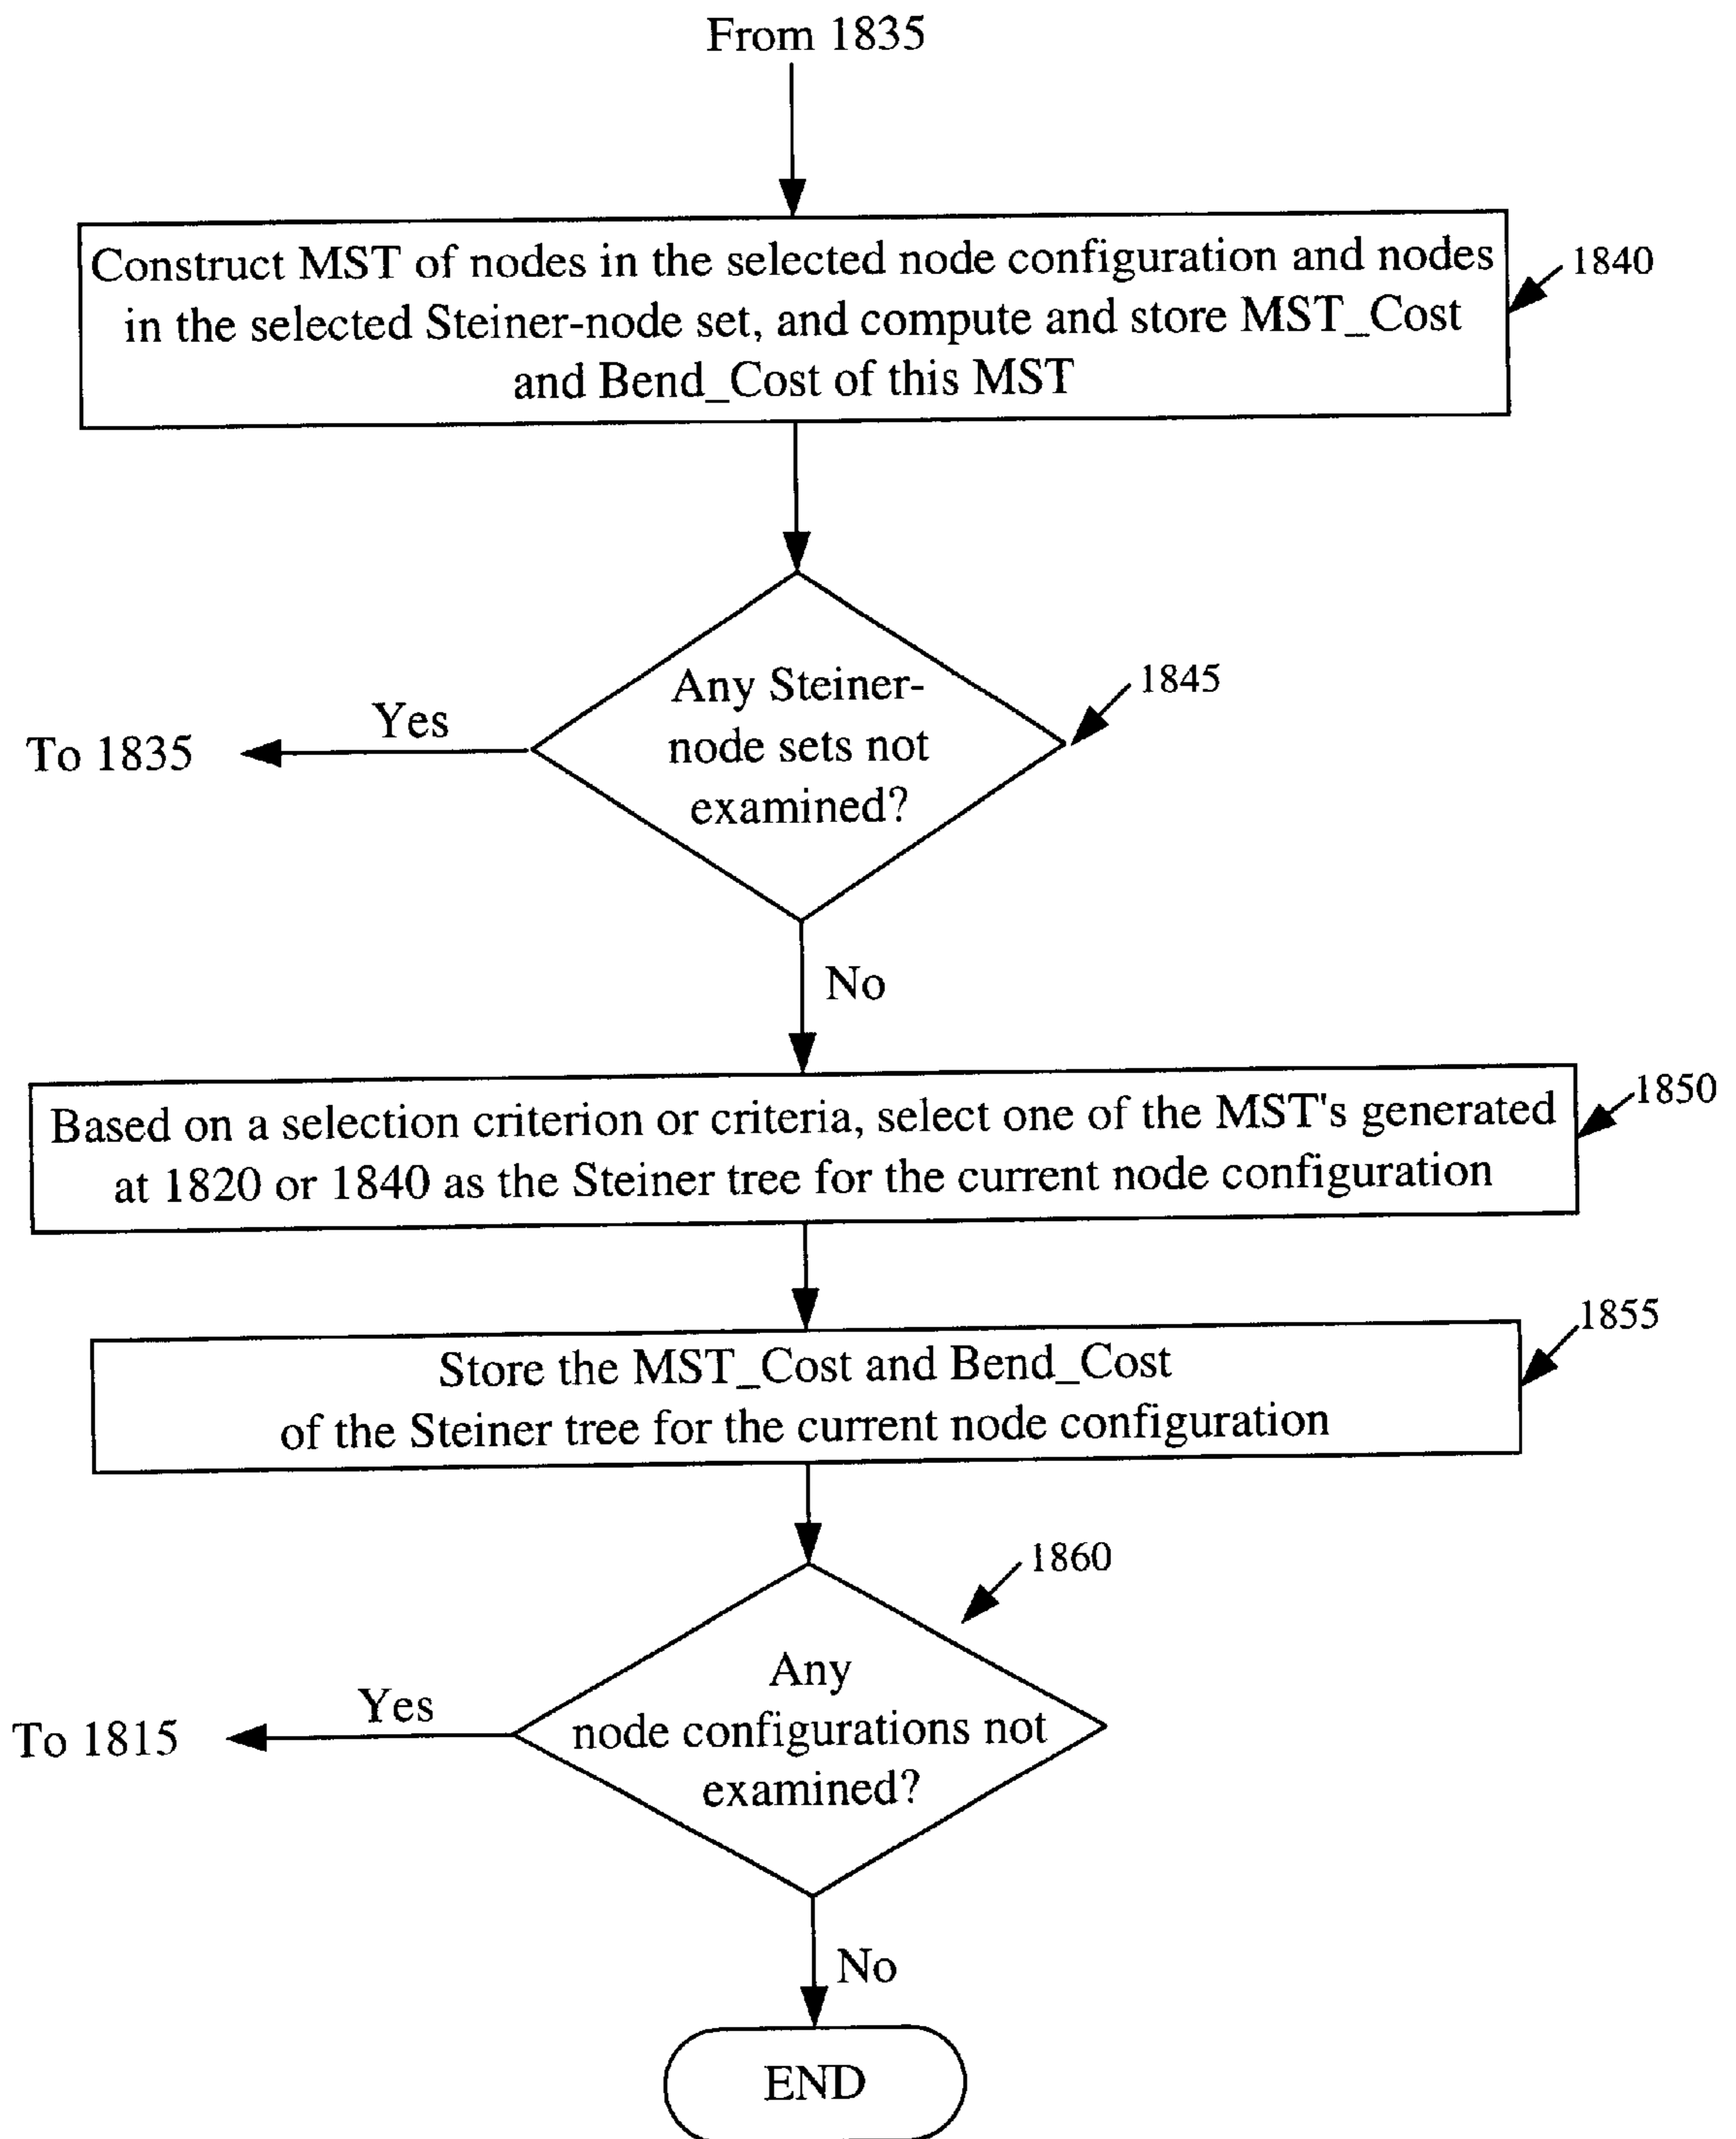 From 1835
Construct MST of nodes in the selected node configuration and nodes
in the selected Steiner-node set, and compute and store MST_Cost
and Bend_Cost of this MST
1840
Any Steiner-
node sets not
examined?
1845
Yes
To 1835
No
Based on a selection criterion or criteria, select one of the MST's generated
at 1820 or 1840 as the Steiner tree for the current node configuration
1850
Store the MST_Cost and Bend_Cost
of the Steiner tree for the current node configuration
1855
1860
Any
node configurations not
examined?
Yes
To 1815
No
END